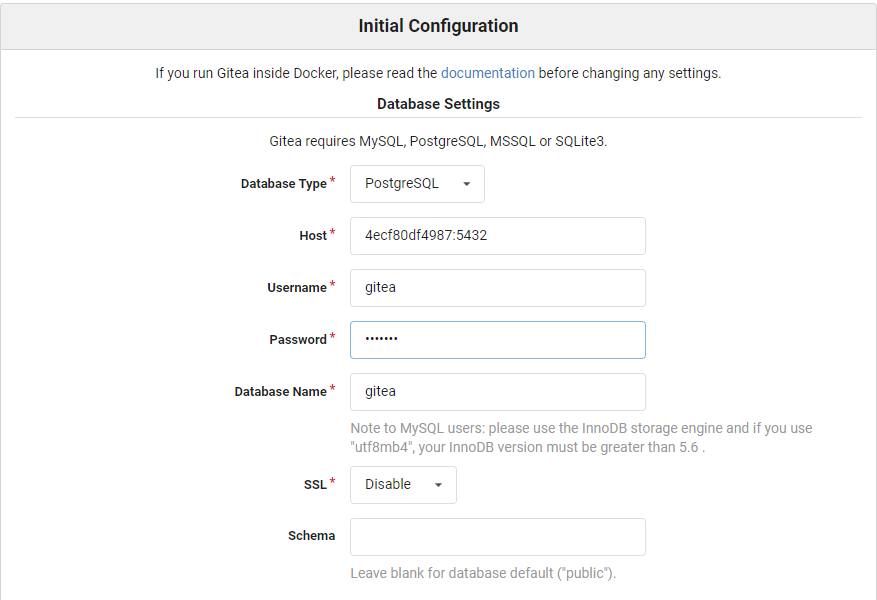 Initial Configuration
If you run Gitea inside Docker, please read the documentation before changing any settings.
Database Settings
Gitea requires MySQL, PostgreSQL, MSSQL or SQLite3.
Database Type * PostgreSQL
Host * 4ecf80df4987:5432
Username * gitea
Password * •••••••
Database Name * gitea
Note to MySQL users: please use the InnoDB storage engine and if you use
"utf8mb4", your InnoDB version must be greater than 5.6 .
SSL * Disable
Schema
Leave blank for database default ("public").